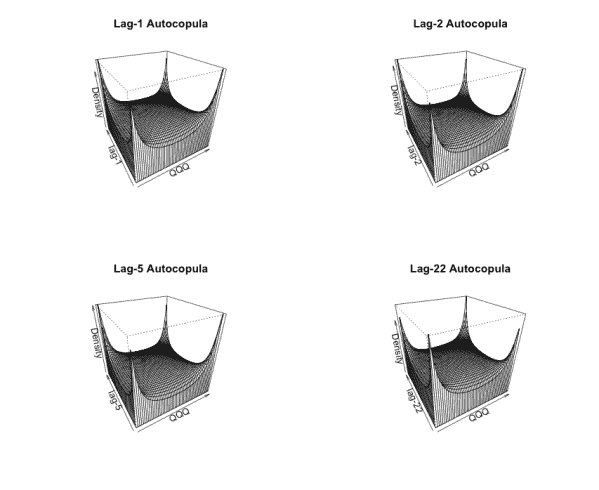 Lag-1 Autocopula
Lag-2 Autocopula
Density
lag-1
QQQ
Density
lag-2
QQQ
Lag-5 Autocopula
Lag-22 Autocopula
Density
lag-5
QQQ
Density
lag-22
QQQ